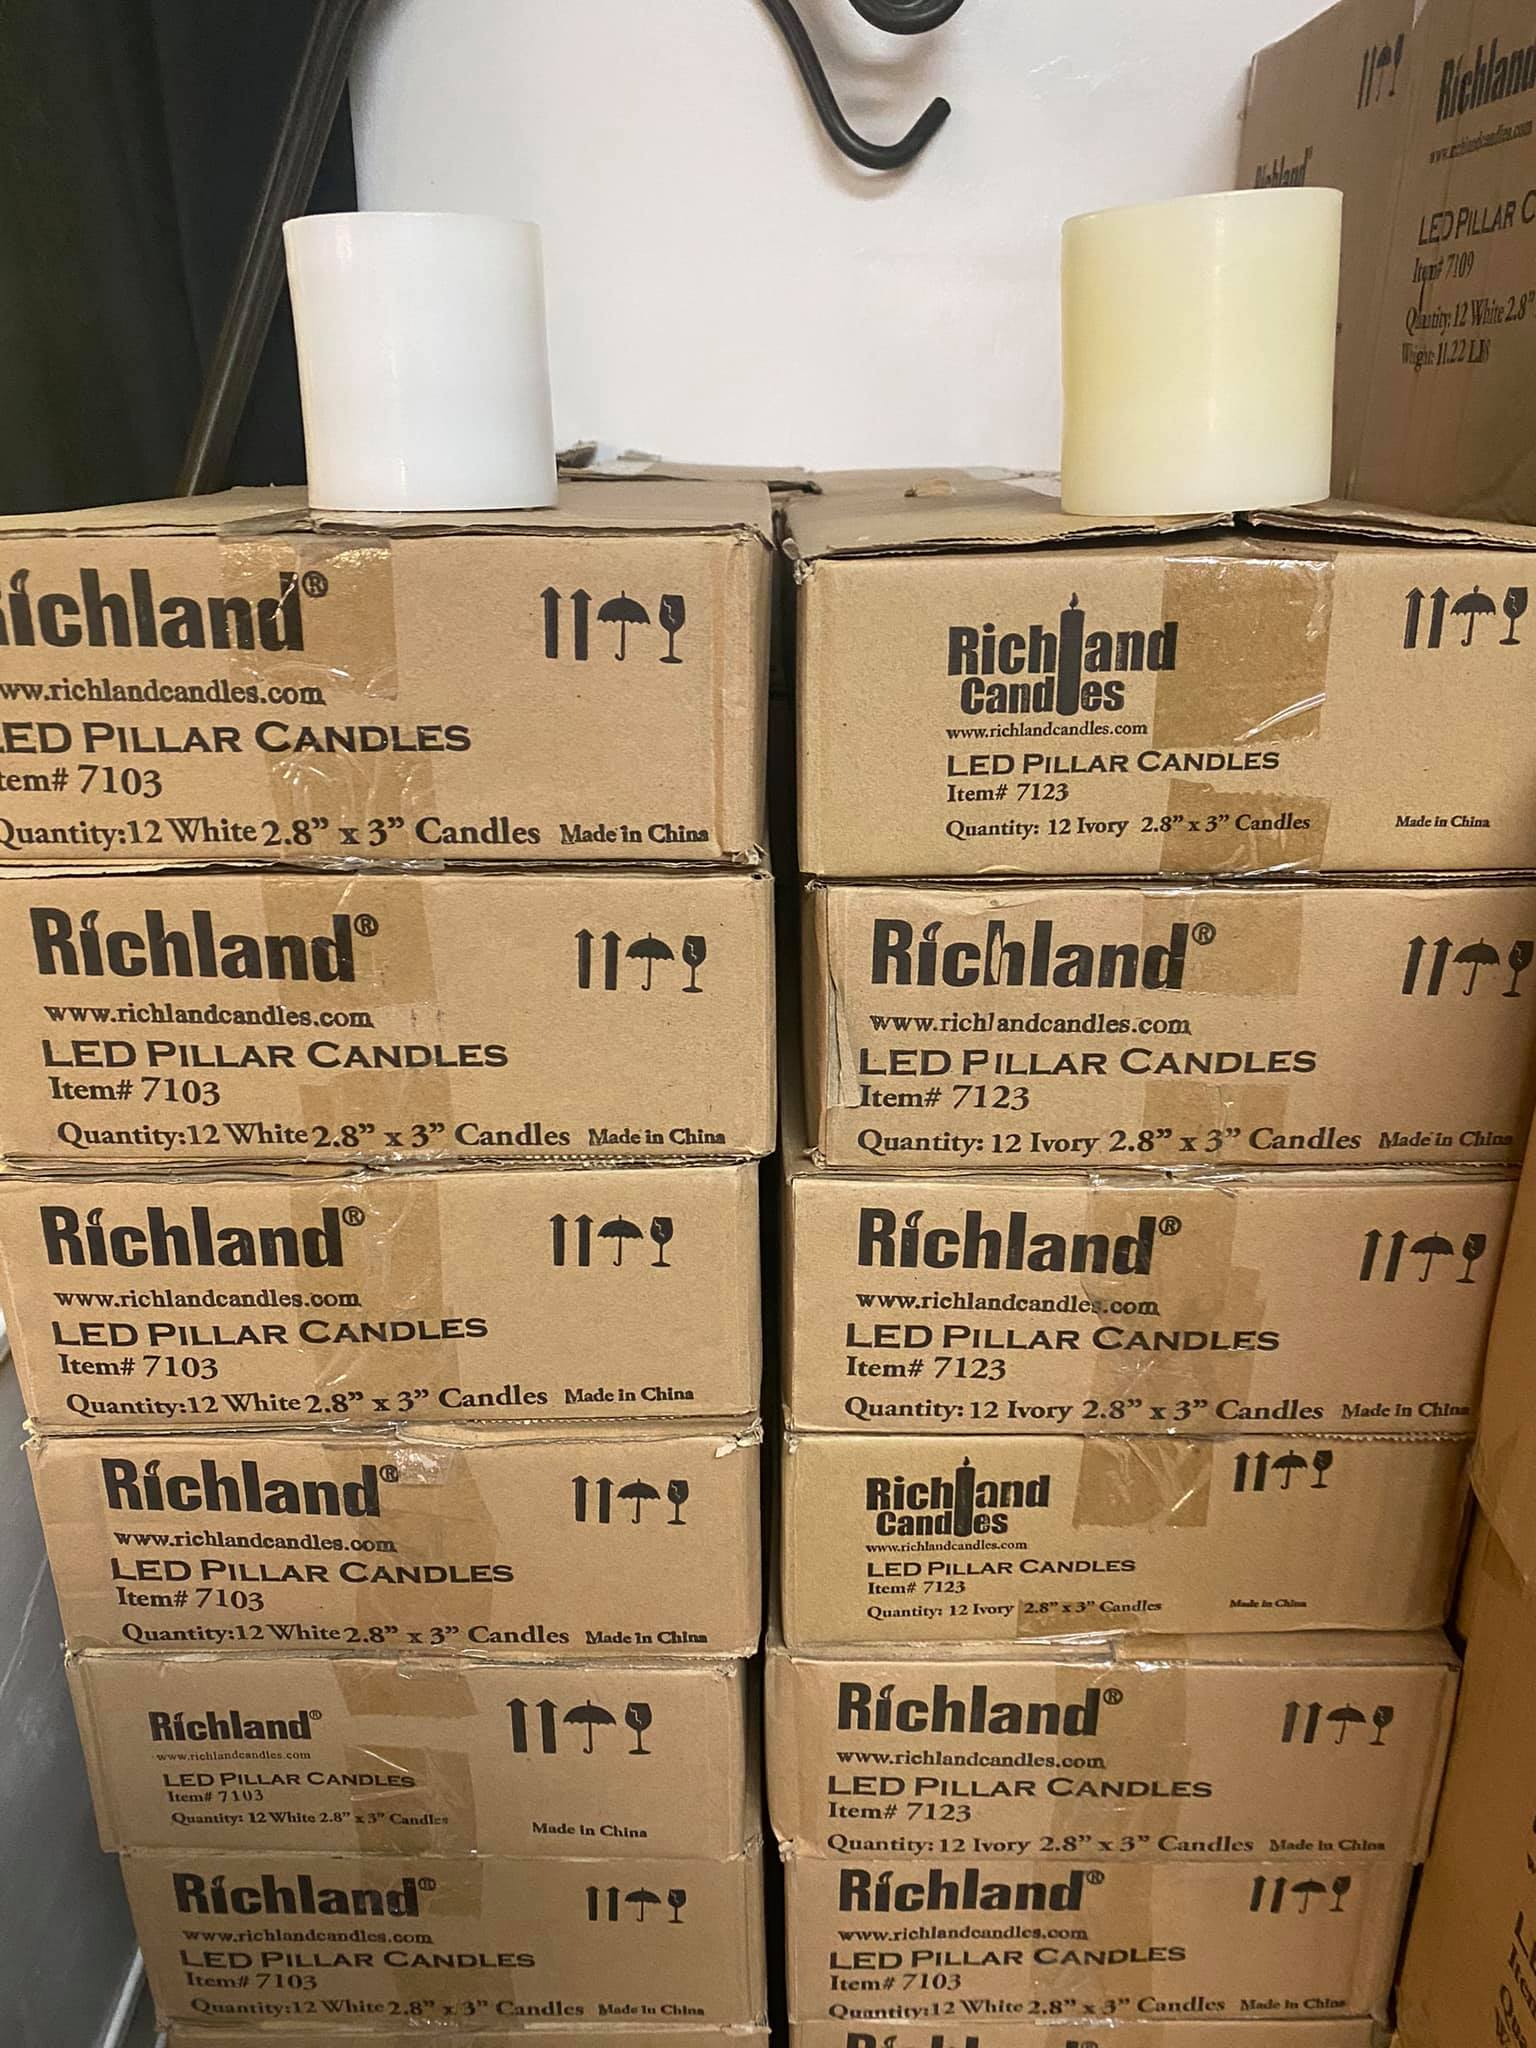 Richland
Richland
www.richlandcandles.com
LED PILLAR C
Item# 7109
Quantity: 12 White 2.8"
Weight: 11.22 LBS
ichland®
ww.richlandcandles.com
LED PILLAR CANDLES
tem# 7103
Quantity:12 White 2.8" x 3" Candles Made in China
Richland
Candles
www.richlandcandles.com
LED PILLAR CANDLES
Item# 7123
Quantity: 12 Ivory 2.8" x 3" Candles Made in China
Richland®
www.richlandcandles.com
LED PILLAR CANDLES
Item# 7103
Quantity:12 White 2.8" x 3" Candles Made in China
Richland®
www.richlandcandles.com
LED PILLAR CANDLES
Item# 7123
Quantity: 12 Ivory 2.8" x 3" Candles Made in China
Richland®
www.richlandcandles.com
LED PILLAR CANDLES
Item# 7103
Quantity:12 White 2.8" x 3" Candles Made in China
Richland®
www.richlandcandles.com
LED PILLAR CANDLES
Item# 7123
Quantity: 12 Ivory 2.8" x 3" Candles Made in China
Richland®
www.richlandcandles.com
LED PILLAR CANDLES
Item# 7103
Quantity:12 White 2.8" x 3" Candles Made in China
Richland
Candles
www.richlandcandles.com
LED PILLAR CANDLES
Item# 7123
Quantity: 12 Ivory 2.8" x 3" Candles Made in China
Richland®
www.richlandcandles.com
LED PILLAR CANDLES
Item# 7103
Quantity: 12 White 2.8" x 3" Candles
Made in China
Richland®
www.richlandcandles.com
LED PILLAR CANDLES
Item# 7123
Quantity: 12 Ivory 2.8" x 3" Candles Made in China
Richland®
www.richlandcandles.com
LED PILLAR CANDLES
Item# 7103
Quantity:12 White 2.8" x 3" Candles Made in China
Richland®
www.richlandcandles.com
LED PILLAR CANDLES
Item# 7103
Quantity:12 White 2.8" x 3" Candles Made in China
Richland®